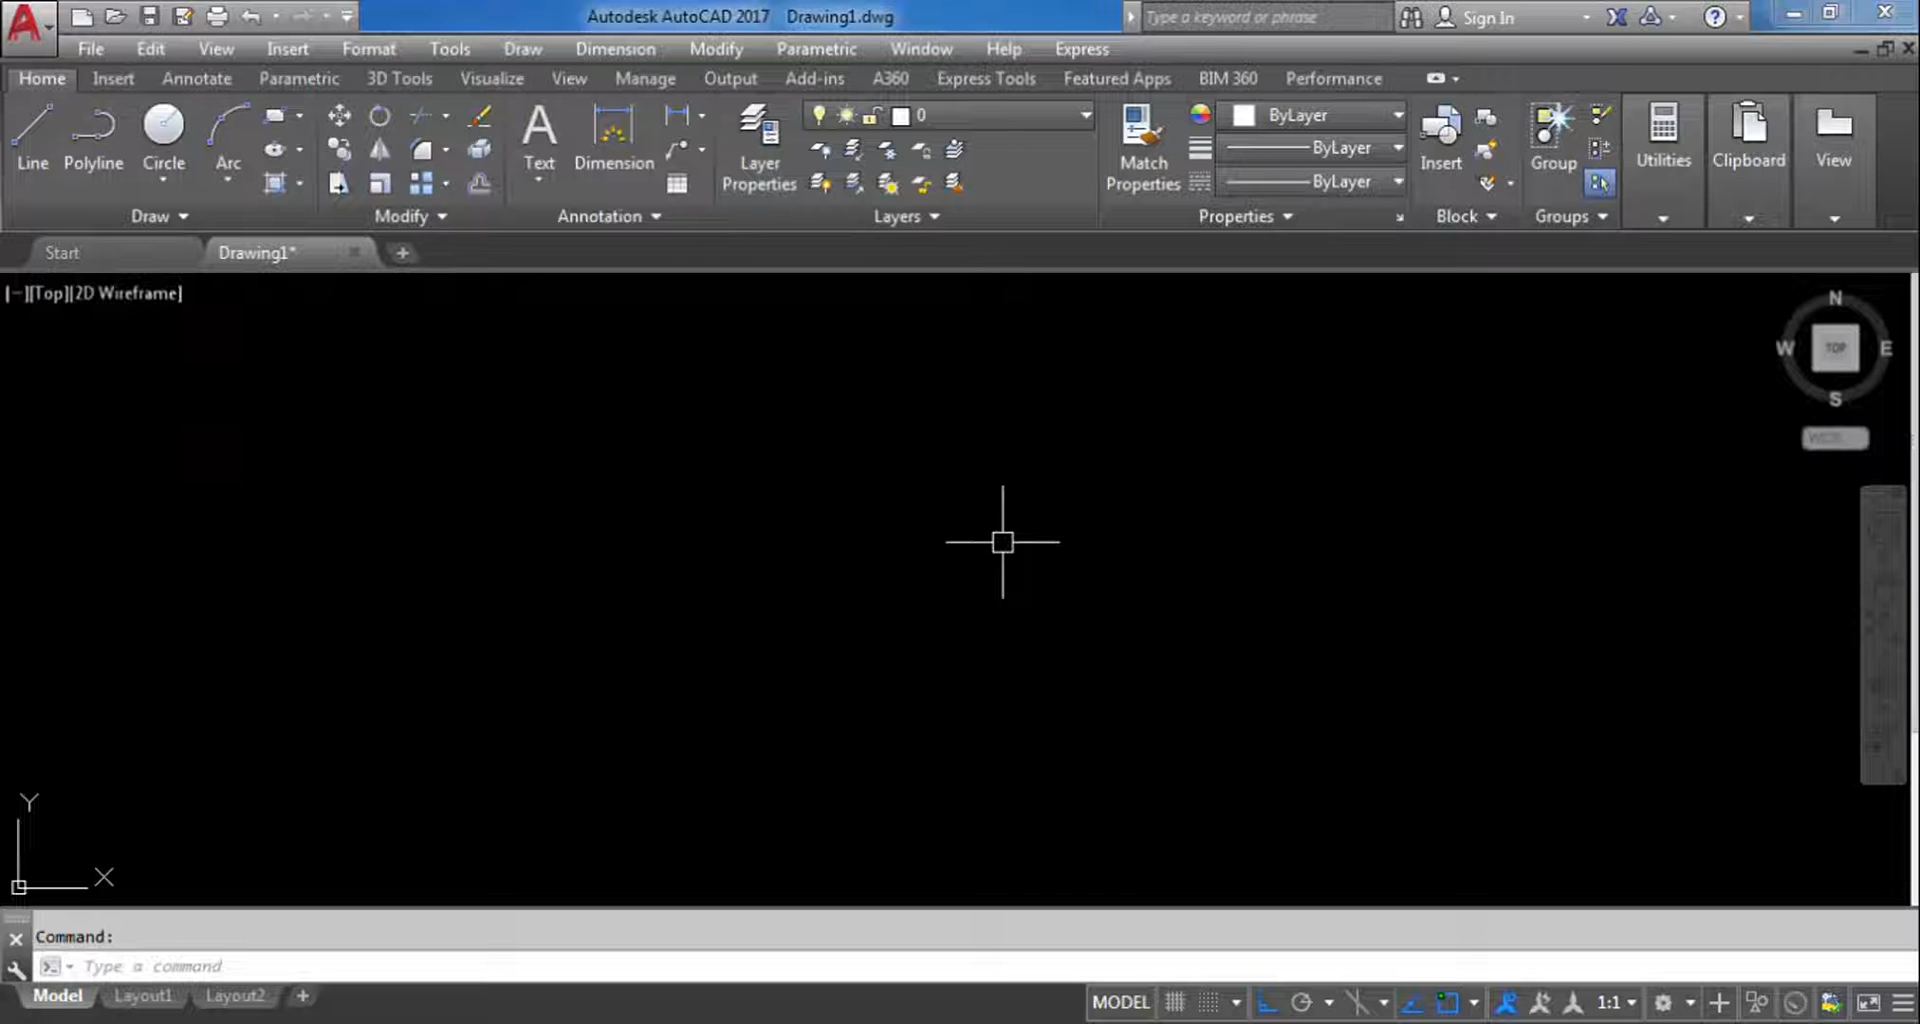 Autodesk AutoCAD 2017 Drawing1.dwg
Type a keyword or phrase
Sign In
File Edit View Insert Format Tools Draw Dimension Modify Parametric Window Help Express
Home Insert Annotate Parametric 3D Tools Visualize View Manage Output Add-ins A360 Express Tools Featured Apps BIM 360 Performance
0
ByLayer
ByLayer
ByLayer
Line Polyline Circle Arc
Text Dimension
Layer Properties
Match Properties
Insert
Group
Utilities
Clipboard
View
Draw Modify Annotation Layers Properties Block Groups
Start Drawing1* +
[–][Top][2D Wireframe]
N
W TOP E
S
Y
X
Command:
Type a command
Model Layout1 Layout2 +
MODEL 1:1